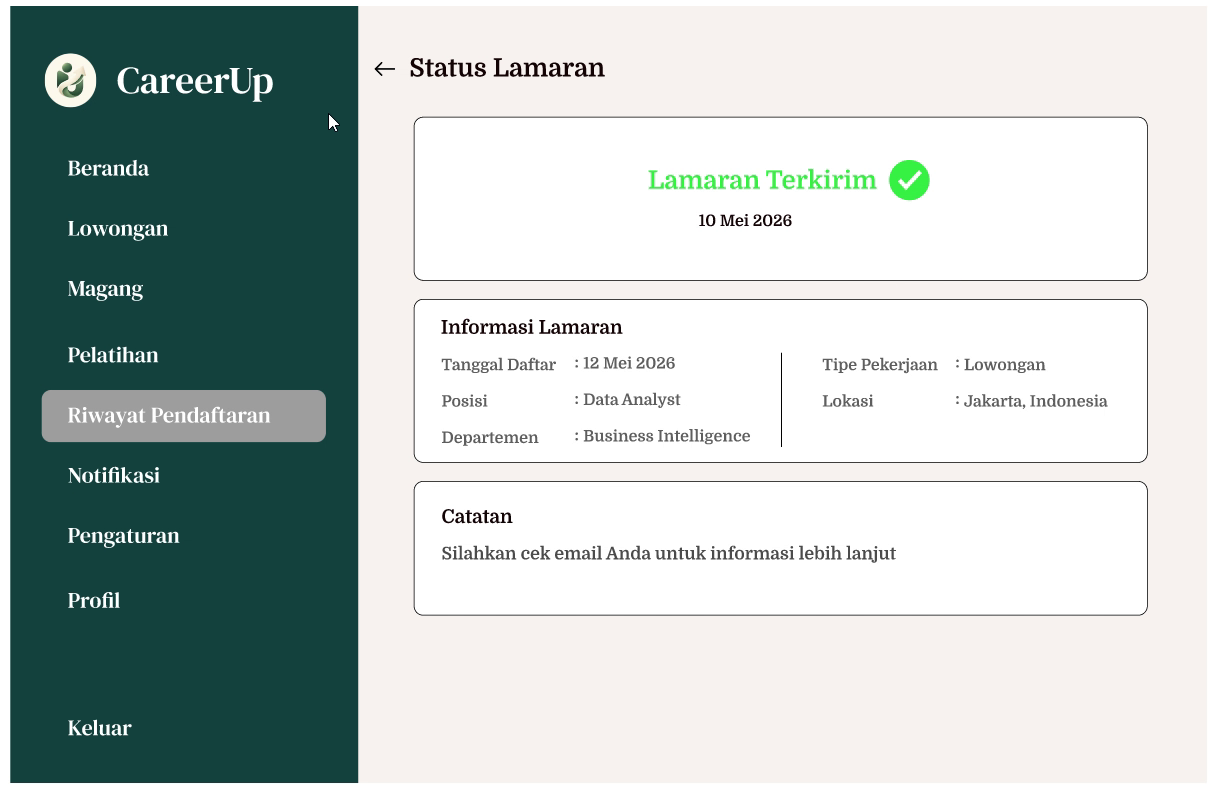 CareerUp
Beranda
Lowongan
Magang
Pelatihan
Riwayat Pendaftaran
Notifikasi
Pengaturan
Profil
Keluar
Status Lamaran
Lamaran Terkirim
10 Mei 2026
Informasi Lamaran
Tanggal Daftar : 12 Mei 2026
Posisi : Data Analyst
Departemen : Business Intelligence
Tipe Pekerjaan : Lowongan
Lokasi : Jakarta, Indonesia
Catatan
Silahkan cek email Anda untuk informasi lebih lanjut